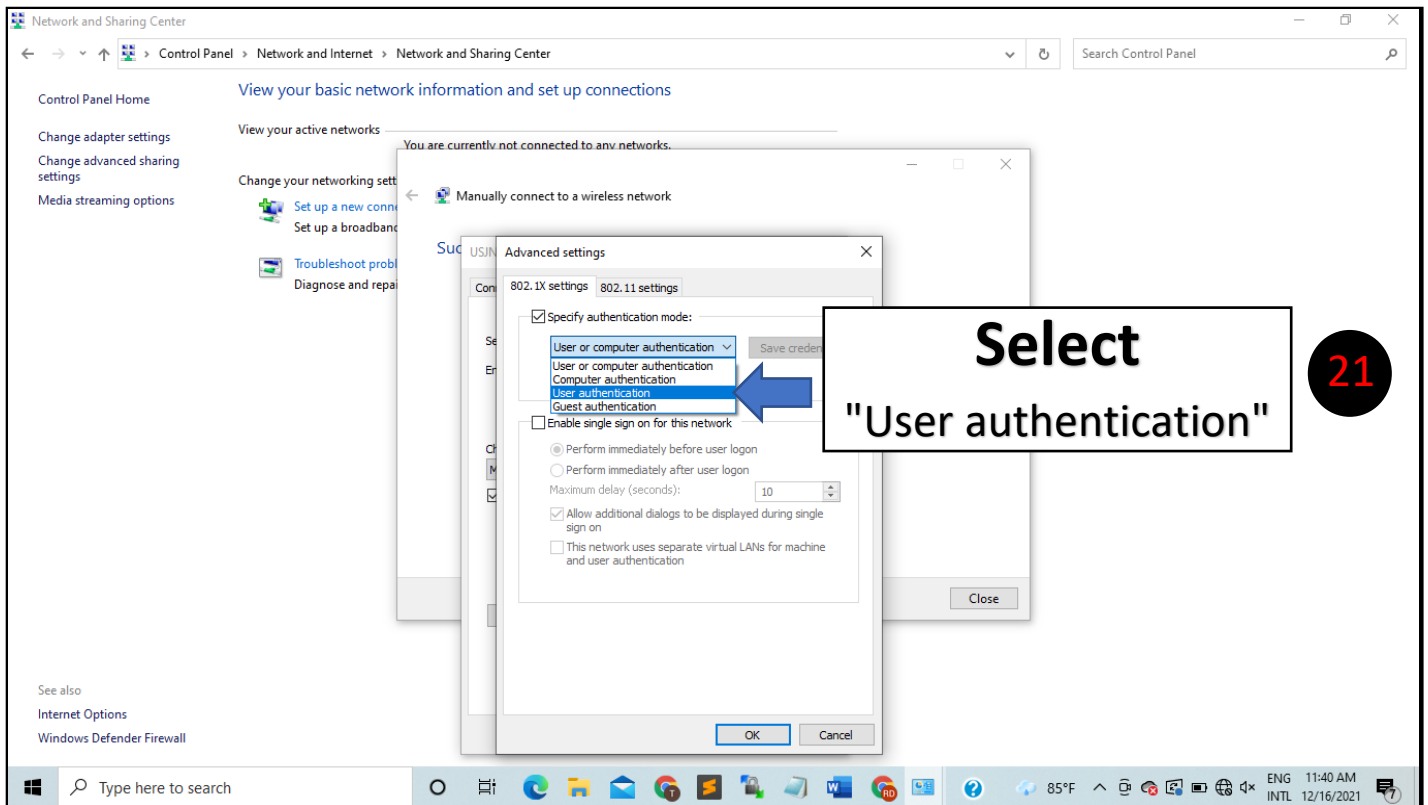 Network and Sharing Center
Control Panel > Network and Internet > Network and Sharing Center
Search Control Panel
Control Panel Home
Change adapter settings
Change advanced sharing
settings
Media streaming options
View your basic network information and set up connections
View your active networks
You are currently not connected to any networks.
Change your networking sett
Set up a new conne
Set up a broadband
Troubleshoot probl
Diagnose and repai
Manually connect to a wireless network
Suc
USJN
Con
Se
En
Ch
M
Advanced settings
802.1X settings
802.11 settings
Specify authentication mode:
User or computer authentication
Save creden
User or computer authentication
Computer authentication
User authentication
Guest authentication
Enable single sign on for this network
Perform immediately before user logon
Perform immediately after user logon
Maximum delay (seconds):
10
Allow additional dialogs to be displayed during single
sign on
This network uses separate virtual LANs for machine
and user authentication
OK
Cancel
Close
Select
"User authentication"
21
See also
Internet Options
Windows Defender Firewall
Type here to search
85°F
ENG
INTL
11:40 AM
12/16/2021
7